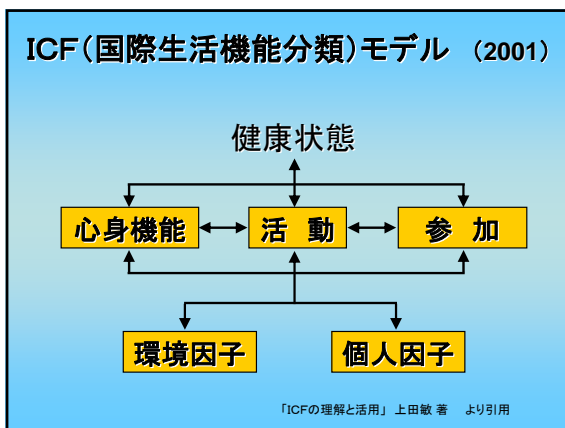 ICF(国際生活機能分類)モデル (2001)
健康状態
心身機能 活 動 参 加
環境因子 個人因子
「ICFの理解と活用」 上田敏 著 より引用